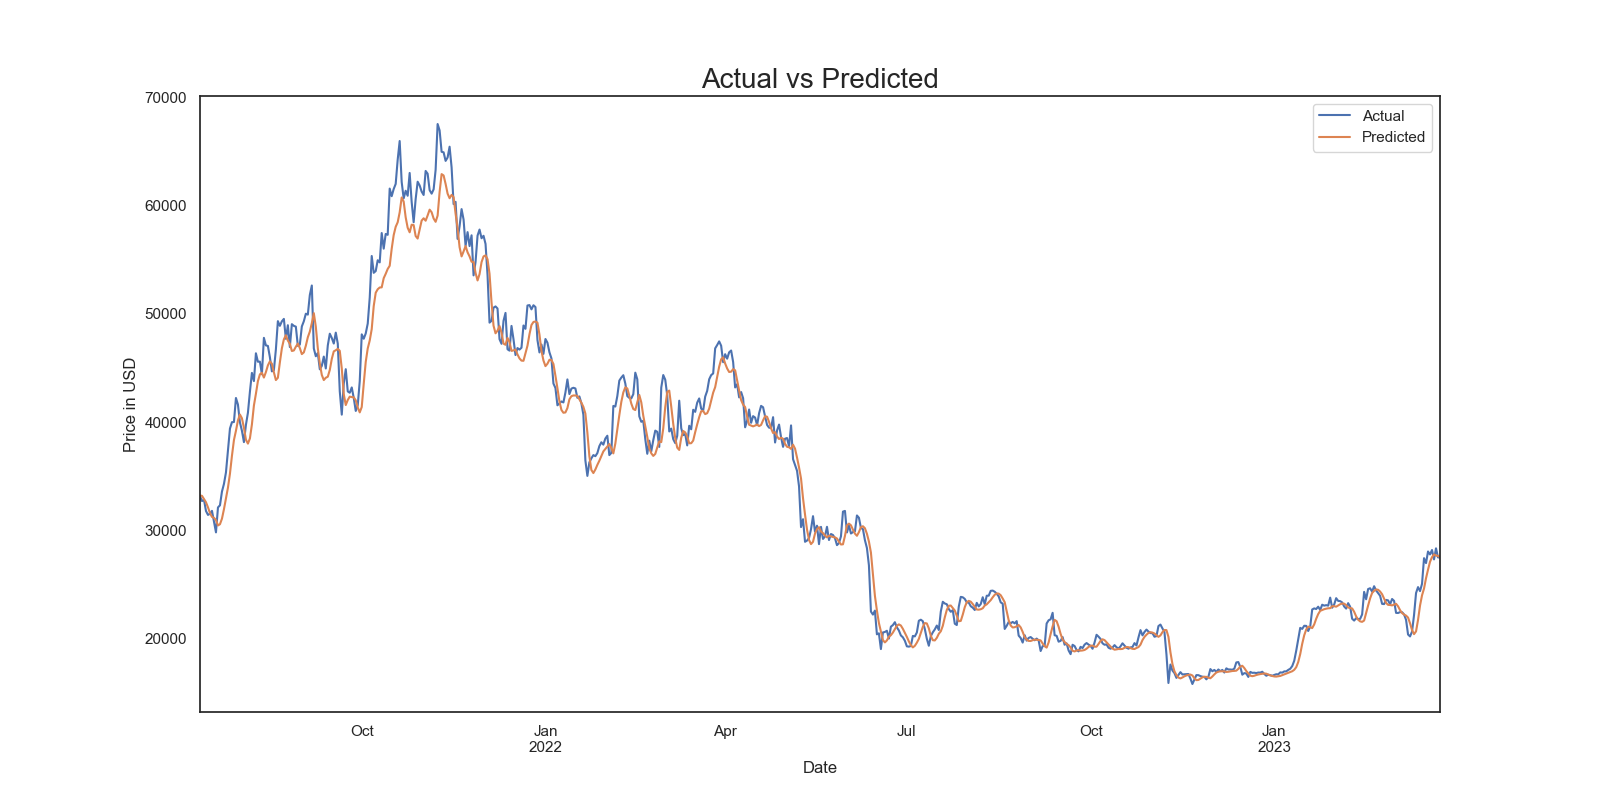 Actual vs Predicted
70000
60000
50000
40000
30000
20000
Price in USD
Actual
Predicted
Oct
Jan
2022
Apr
Jul
Oct
Jan
2023
Date